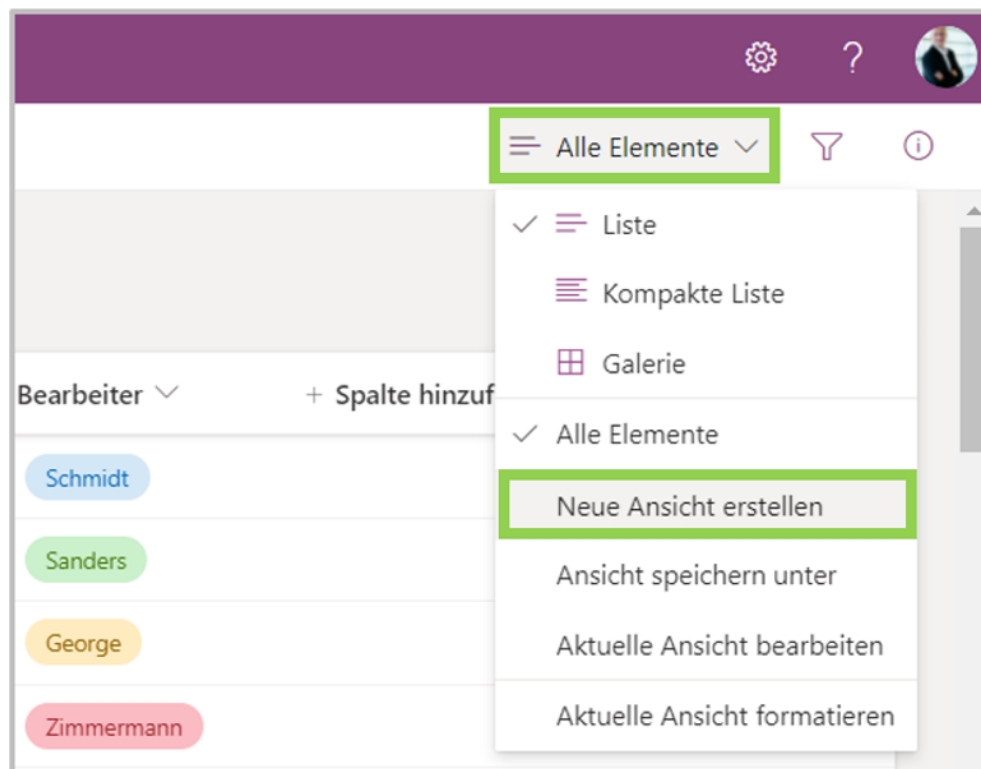 ?
Alle Elemente
Liste
Kompakte Liste
Galerie
Bearbeiter
+ Spalte hinzuf
Alle Elemente
Schmidt
Neue Ansicht erstellen
Sanders
Ansicht speichern unter
George
Aktuelle Ansicht bearbeiten
Zimmermann
Aktuelle Ansicht formatieren